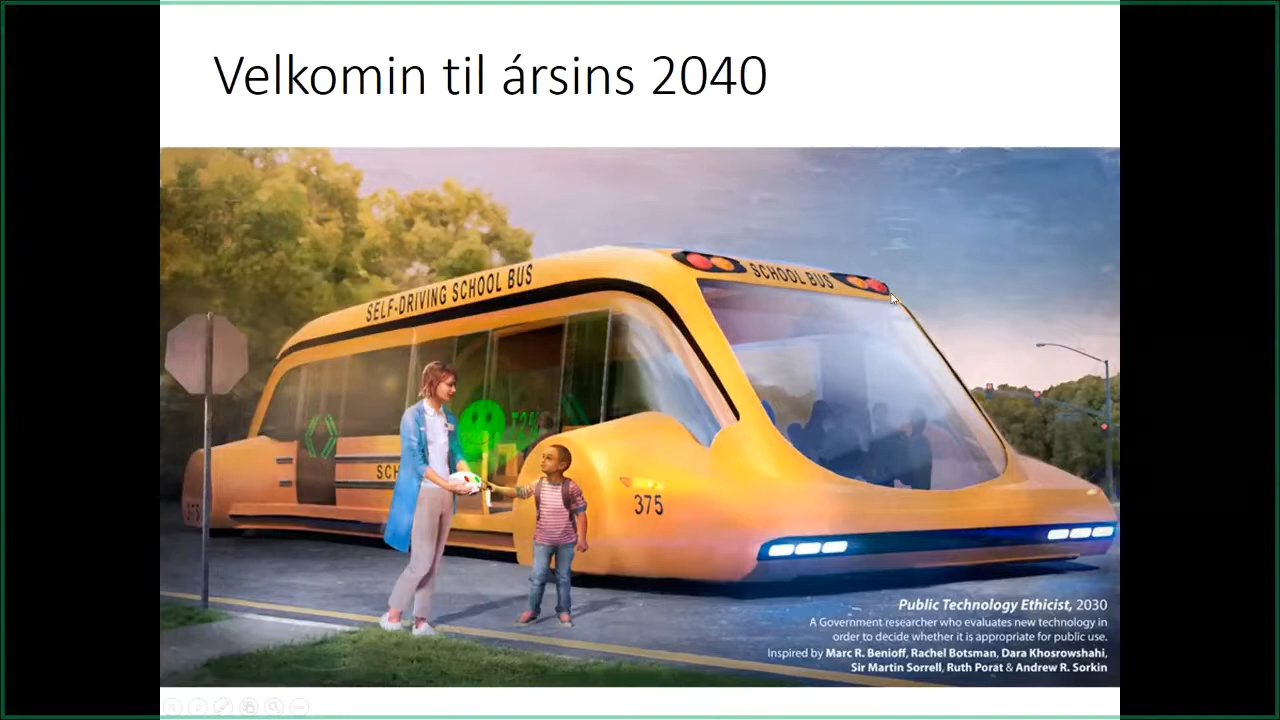 Velkomin til ársins 2040
SELF-DRIVING SCHOOL BUS
SCHOOL BUS
SCH
375
375
Public Technology Ethicist, 2030
A Government researcher who evaluates new technology in
order to decide whether it is appropriate for public use.
Inspired by Marc R. Benioff, Rachel Botsman, Dara Khosrowshahi,
Sir Martin Sorrell, Ruth Porat & Andrew R. Sorkin